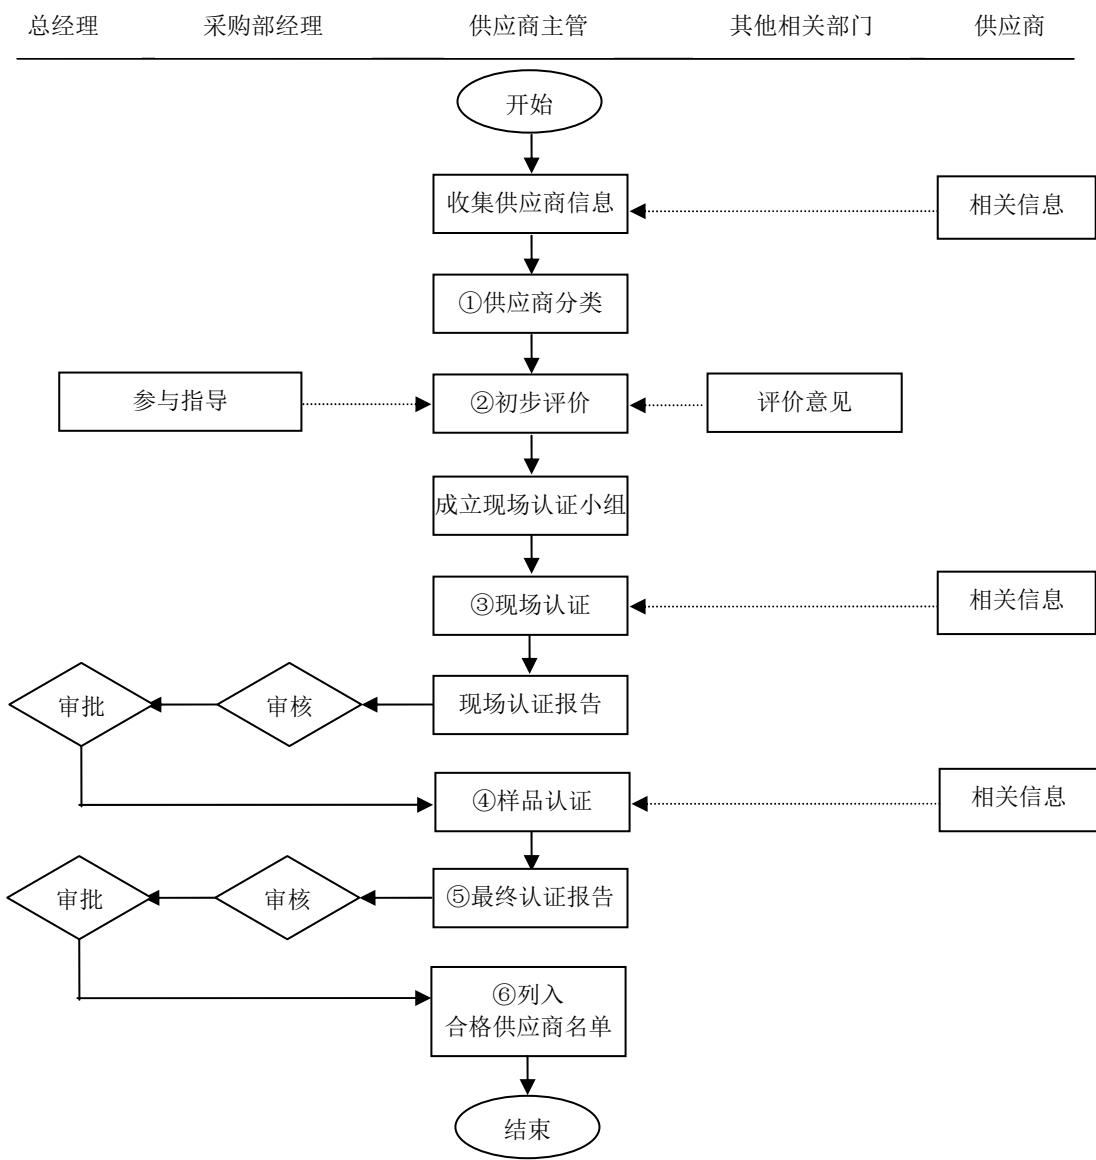 总经理 采购部经理 供应商主管 其他相关部门 供应商
开始
收集供应商信息 相关信息
①供应商分类
参与指导 ②初步评价 评价意见
成立现场认证小组
③现场认证 相关信息
审批 审核 现场认证报告
④样品认证 相关信息
审批 审核 ⑤最终认证报告
⑥列入
合格供应商名单
结束